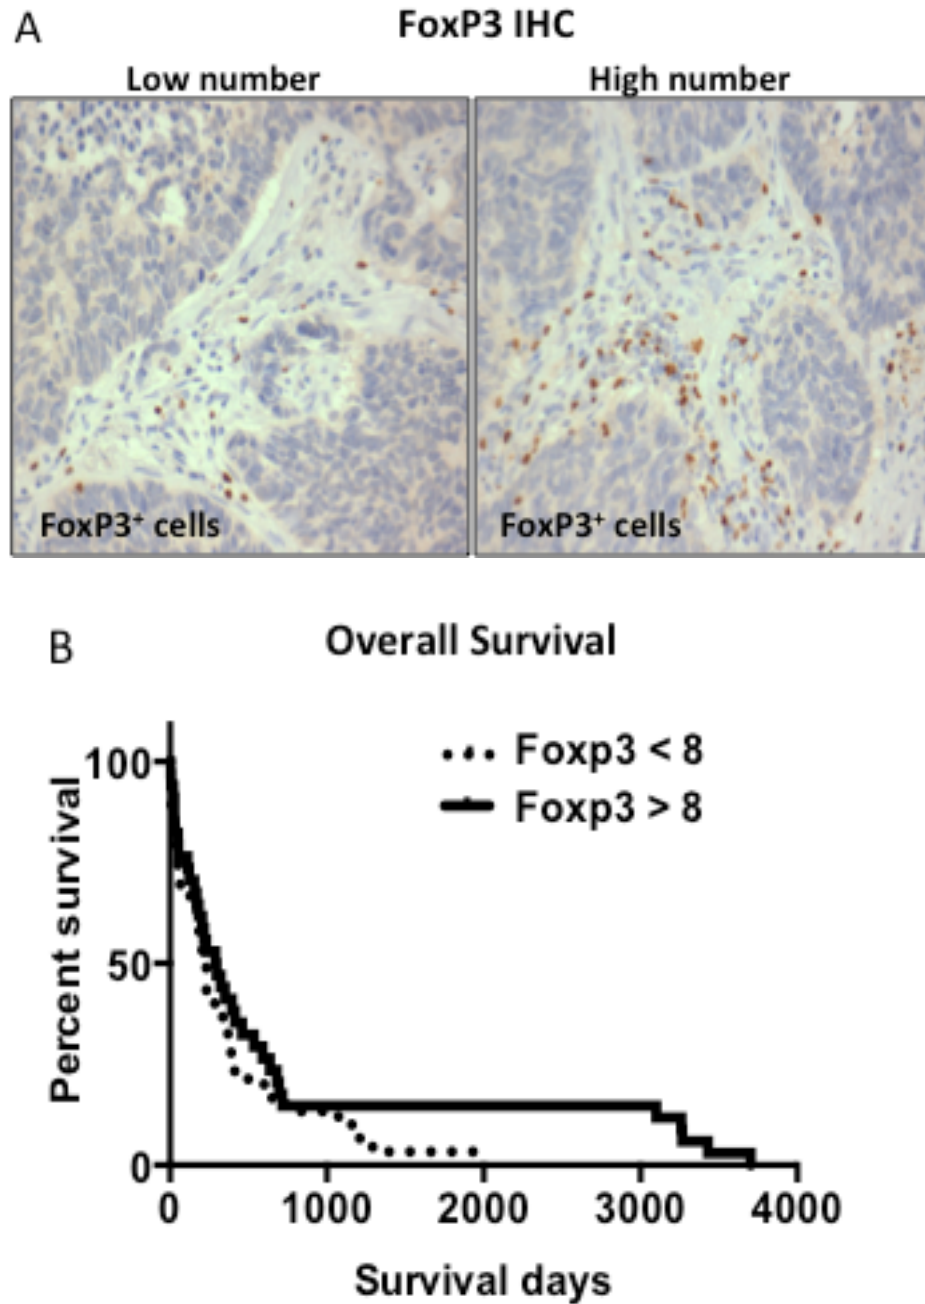 A
FoxP3 IHC
Low number
High number
FoxP3⁺ cells
FoxP3⁺ cells
B
Overall Survival
Foxp3 < 8
Foxp3 > 8
Percent survival
100
50
0
0 1000 2000 3000 4000
Survival days